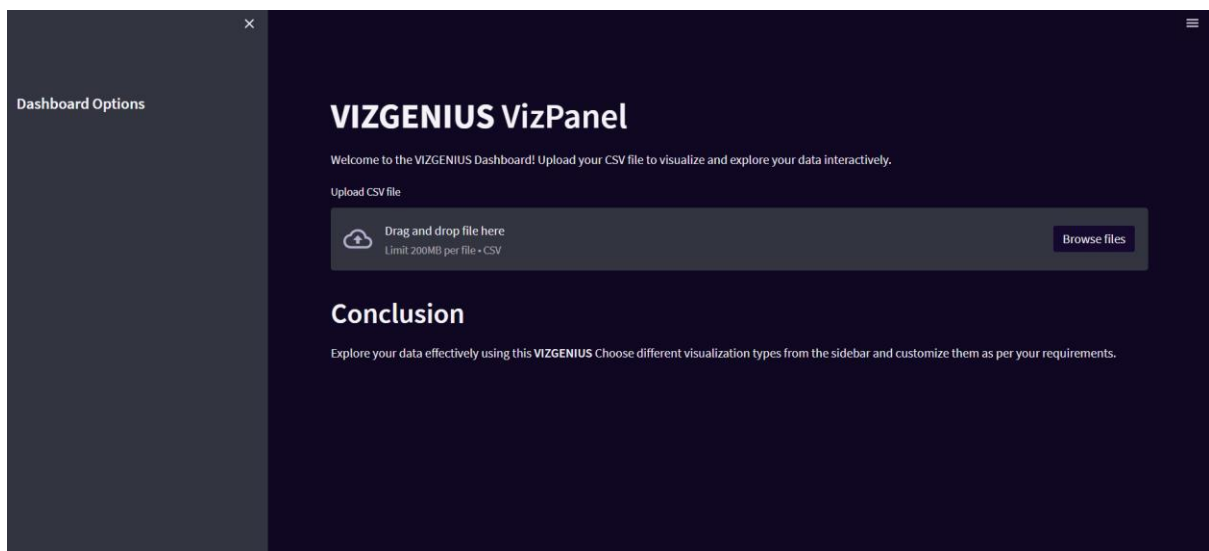 Dashboard Options
VIZGENIUS VizPanel
Welcome to the VIZGENIUS Dashboard! Upload your CSV file to visualize and explore your data interactively.
Upload CSV file
Drag and drop file here
Limit 200MB per file • CSV
Browse files
Conclusion
Explore your data effectively using this VIZGENIUS Choose different visualization types from the sidebar and customize them as per your requirements.